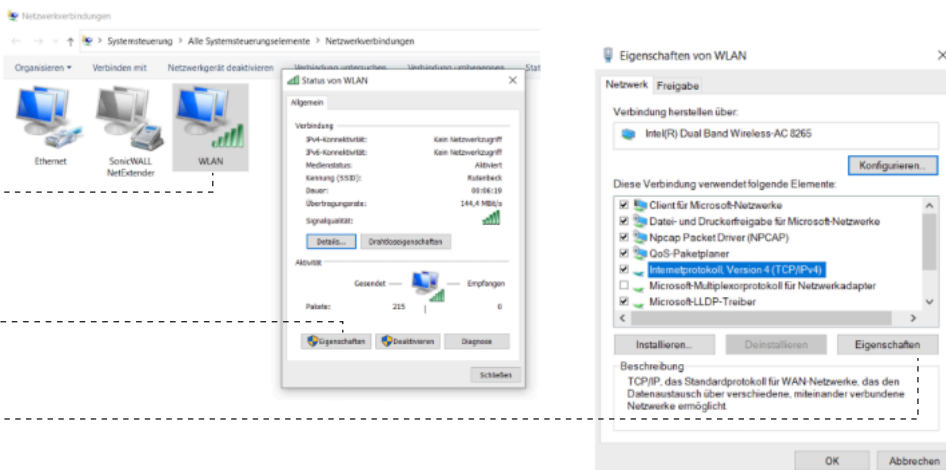 Netzwerkverbindungen
Systemsteuerung > Alle Systemsteuerungselemente > Netzwerkverbindungen
Organisieren Verbinden mit Netzwerkgerät deaktivieren Verbindung untersuchen Verbindung umbenennen Stat
Ethernet
SonicWALL
NetExtender
WLAN
Status von WLAN
Allgemein
Verbindung
IPv4-Konnektivität: Kein Netzwerkzugriff
IPv6-Konnektivität: Kein Netzwerkzugriff
Medienstatus: Aktiviert
Kennung (SSID): Rutenbeck
Dauer: 00:06:19
Übertragungsrate: 144,4 MBit/s
Signalqualität:
Details... Drahtloseigenschaften
Aktivität
Gesendet — — Empfangen
Pakete: 215 | 0
Eigenschaften Deaktivieren Diagnose
Schließen
Eigenschaften von WLAN
Netzwerk Freigabe
Verbindung herstellen über:
Intel(R) Dual Band Wireless-AC 8265
Konfigurieren...
Diese Verbindung verwendet folgende Elemente:
Client für Microsoft-Netzwerke
Datei- und Druckerfreigabe für Microsoft-Netzwerke
Npcap Packet Driver (NPCAP)
QoS-Paketplaner
Internetprotokoll, Version 4 (TCP/IPv4)
Microsoft-Multiplexorprotokoll für Netzwerkadapter
Microsoft-LLDP-Treiber
Installieren... Deinstallieren Eigenschaften
Beschreibung
TCP/IP, das Standardprotokoll für WAN-Netzwerke, das den
Datenaustausch über verschiedene, miteinander verbundene
Netzwerke ermöglicht.
OK Abbrechen